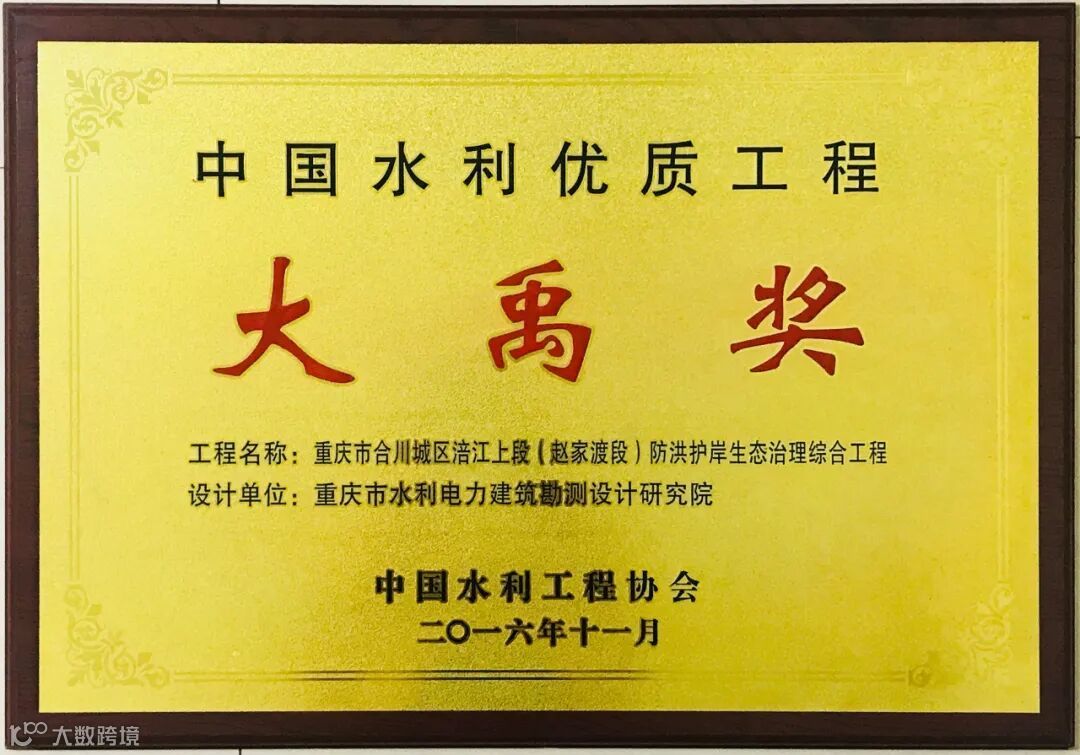 中国水利优质工程
大禹奖
工程名称：重庆市合川城区涪江上段（赵家渡段）防洪护岸生态治理综合工程
设计单位：重庆市水利电力建筑勘测设计研究院
中国水利工程协会
二〇一六年十一月
大数跨境